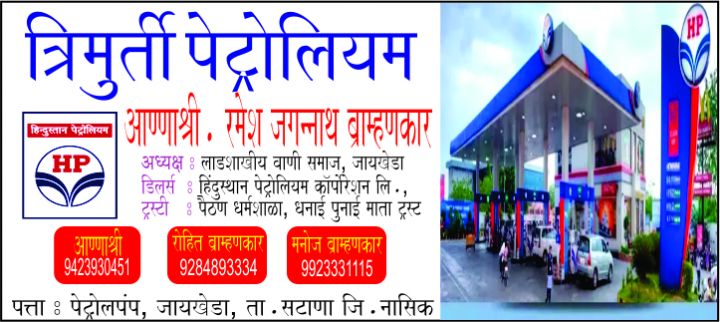 त्रिमुर्ती पेट्रोलियम
आण्णाश्री. रमेश जगन्नाथ ब्राम्हणकार
हिन्दुस्तान पेट्रोलियम
HP
अध्यक्ष : लाडशाखीय वाणी समाज, जायखेडा
डिलर्स : हिंदुस्थान पेट्रोलियम कॉर्पोरेशन लि.,
ट्रस्टी : पैठण धर्मशाळा, धनाई पुनाई माता ट्रस्ट
आण्णाश्री
9423930451
रोहित ब्राम्हणकार
9284893334
मनोज ब्राम्हणकार
9923331115
पत्ता : पेट्रोलपंप, जायखेडा, ता.सटाणा जि.नासिक
HP